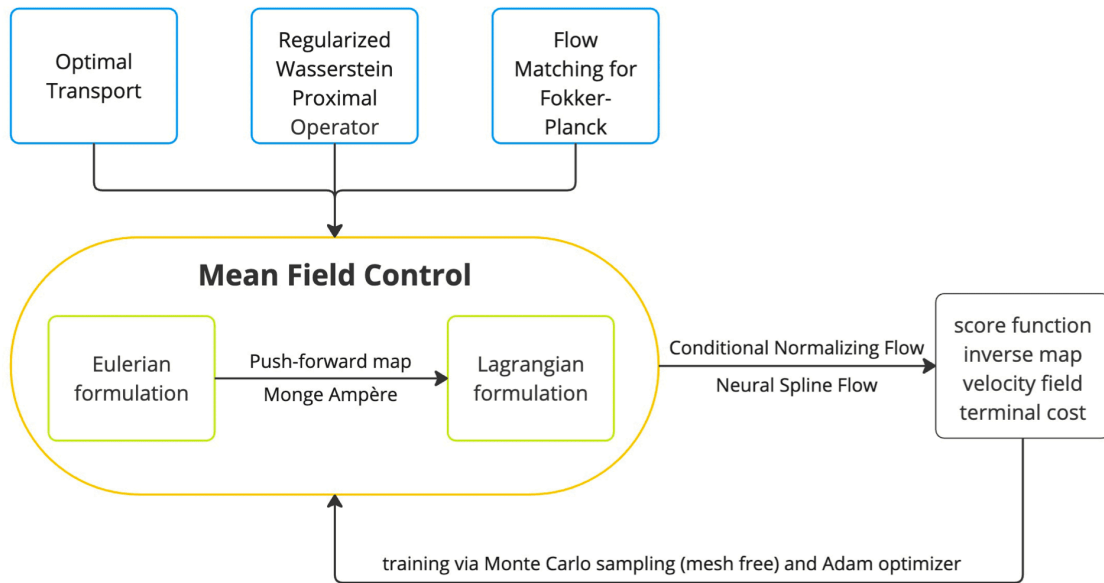 Optimal
Transport
Regularized
Wasserstein
Proximal
Operator
Flow
Matching for
Fokker-
Planck
Mean Field Control
Eulerian
formulation
Push-forward map
Monge Ampère
Lagrangian
formulation
Conditional Normalizing Flow
Neural Spline Flow
score function
inverse map
velocity field
terminal cost
training via Monte Carlo sampling (mesh free) and Adam optimizer